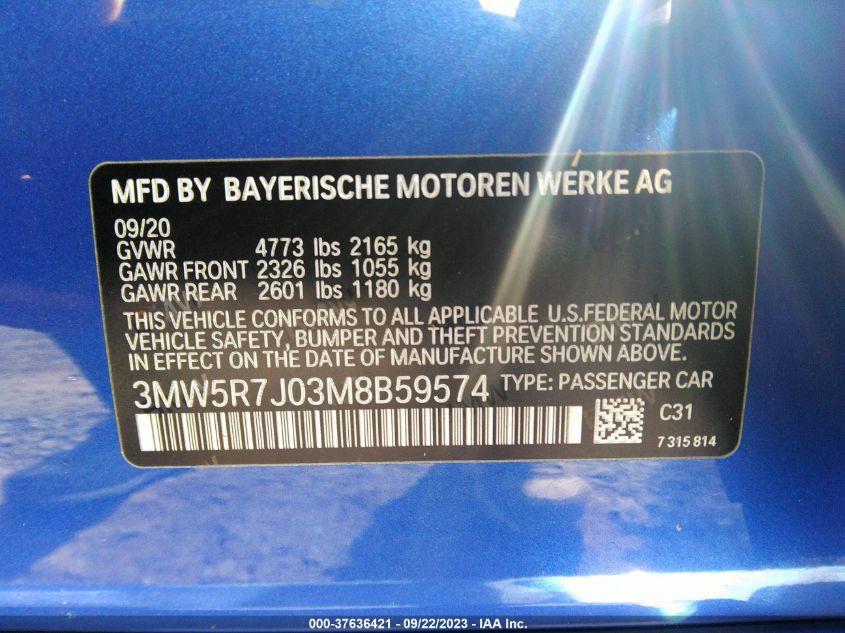 MFD BY BAYERISCHE MOTOREN WERKE AG
09/20
GVWR 4773 lbs 2165 kg
GAWR FRONT 2326 lbs 1055 kg
GAWR REAR 2601 lbs 1180 kg
THIS VEHICLE CONFORMS TO ALL APPLICABLE U.S.FEDERAL MOTOR
VEHICLE SAFETY, BUMPER AND THEFT PREVENTION STANDARDS
IN EFFECT ON THE DATE OF MANUFACTURE SHOWN ABOVE.
3MW5R7J03M8B59574 TYPE: PASSENGER CAR
C31
7 315 814
000-37636421 - 09/22/2023 - IAA Inc.